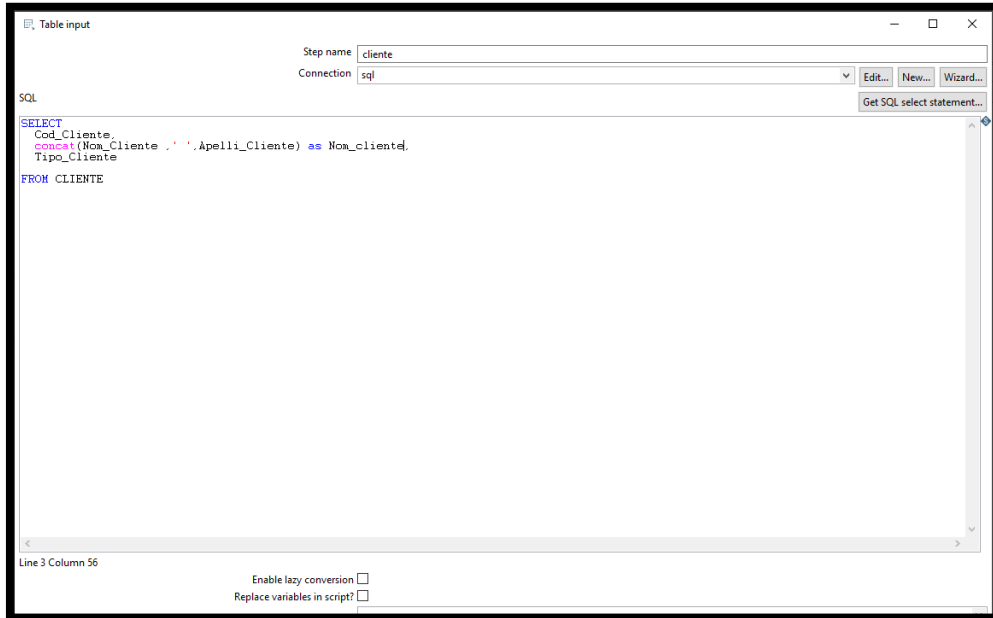 Table input
Step name cliente
Connection sql Edit... New... Wizard...
SQL Get SQL select statement...
SELECT
Cod_Cliente,
concat(Nom_Cliente ,' ',Apelli_Cliente) as Nom_cliente,
Tipo_Cliente
FROM CLIENTE
Line 3 Column 56
Enable lazy conversion
Replace variables in script?